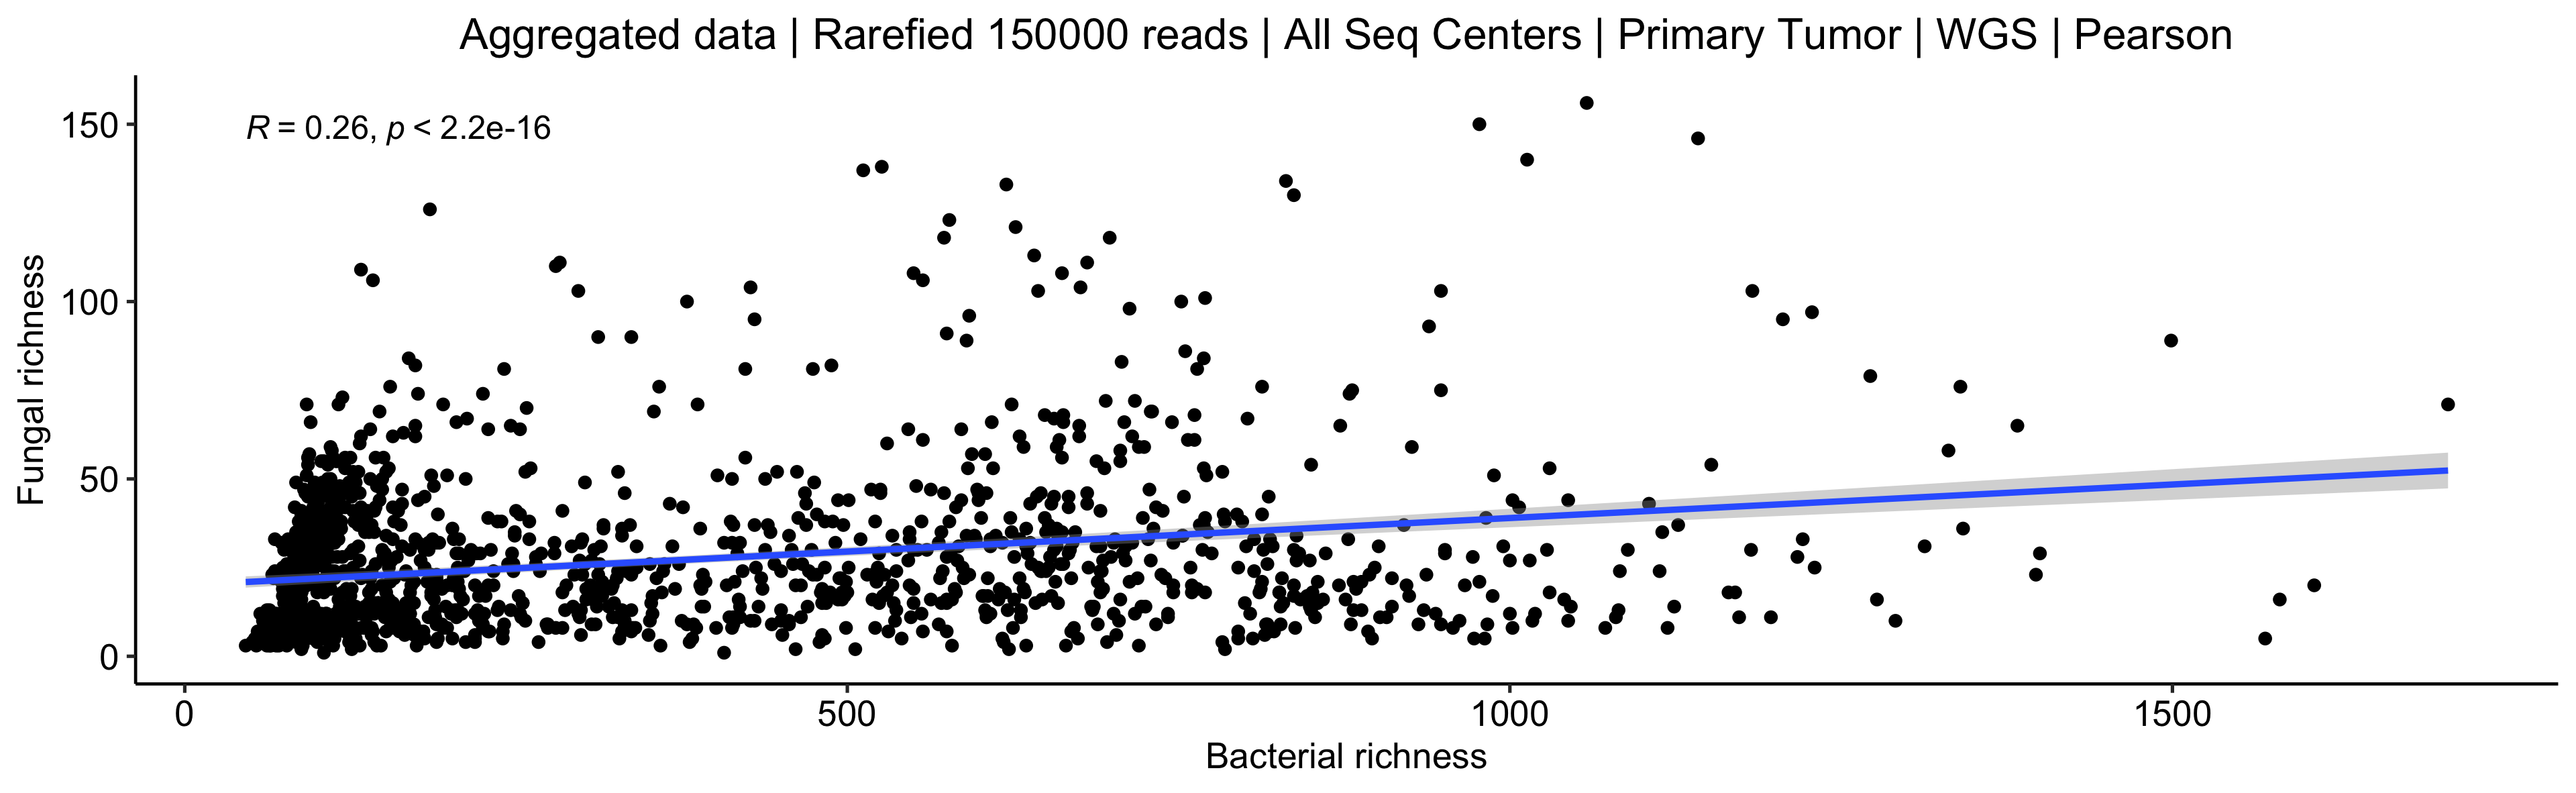 Aggregated data | Rarefied 150000 reads | All Seq Centers | Primary Tumor | WGS | Pearson
R = 0.26, p < 2.2e-16
150
100
50
0
Fungal richness
0 500 1000 1500
Bacterial richness